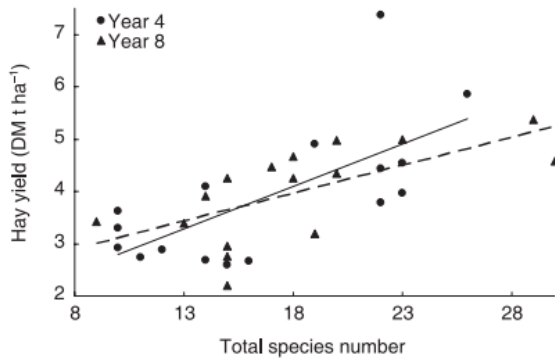 Year 4
Year 8
Hay yield (DM t ha⁻¹)
7
6
5
4
3
2
8 13 18 23 28
Total species number